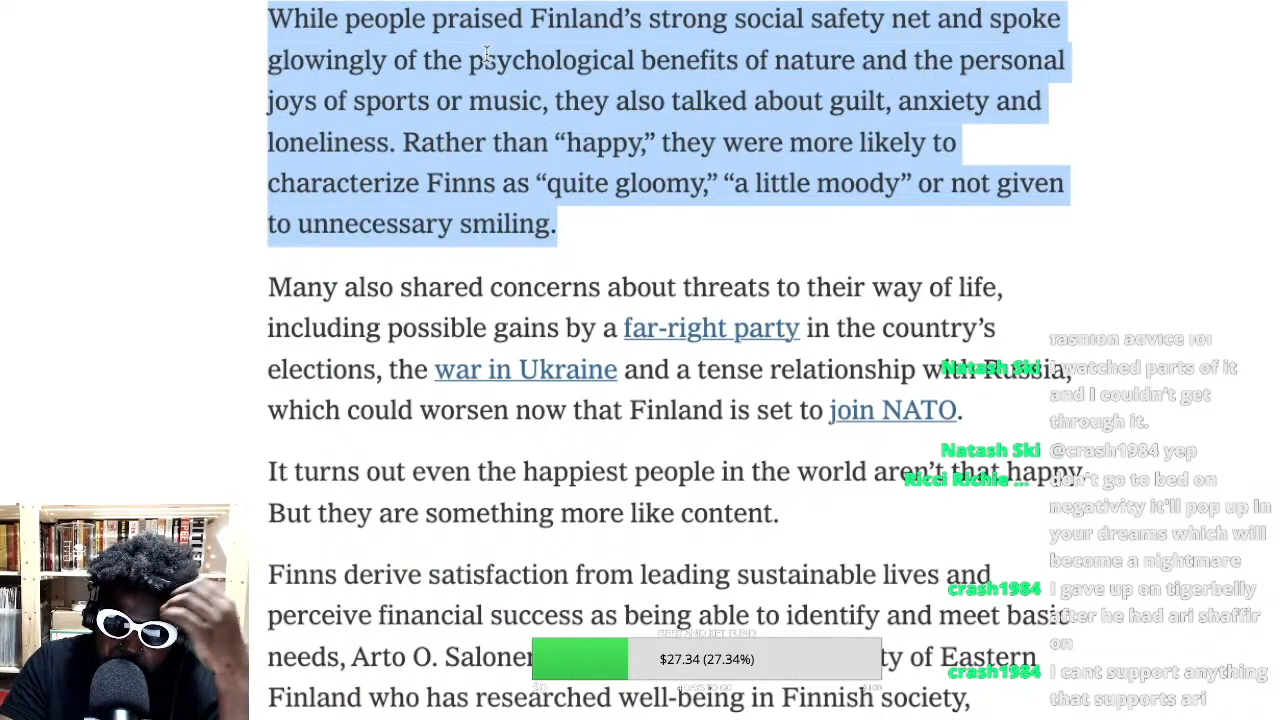 While people praised Finland’s strong social safety net and spoke
glowingly of the psychological benefits of nature and the personal
joys of sports or music, they also talked about guilt, anxiety and
loneliness. Rather than “happy,” they were more likely to
characterize Finns as “quite gloomy,” “a little moody” or not given
to unnecessary smiling.
Many also shared concerns about threats to their way of life,
including possible gains by a far-right party in the country’s
elections, the war in Ukraine and a tense relationship with Russia,
which could worsen now that Finland is set to join NATO.
It turns out even the happiest people in the world aren’t that happy.
But they are something more like content.
Finns derive satisfaction from leading sustainable lives and
perceive financial success as being able to identify and meet basic
needs, Arto O. Saloner ty of Eastern
Finland who has researched well-being in Finnish society,
fashion advice lol
Natash Ski I watched parts of it
and I couldn't get
through it.
Natash Ski @crash1984 yep
Ricci Richie ... don't go to bed on
negativity it'll pop up in
your dreams which will
become a nightmare
crash1984 I gave up on tigerbelly
after he had ari shaffir
on
crash1984 I cant support anything
that supports ari
$27.34 (27.34%)